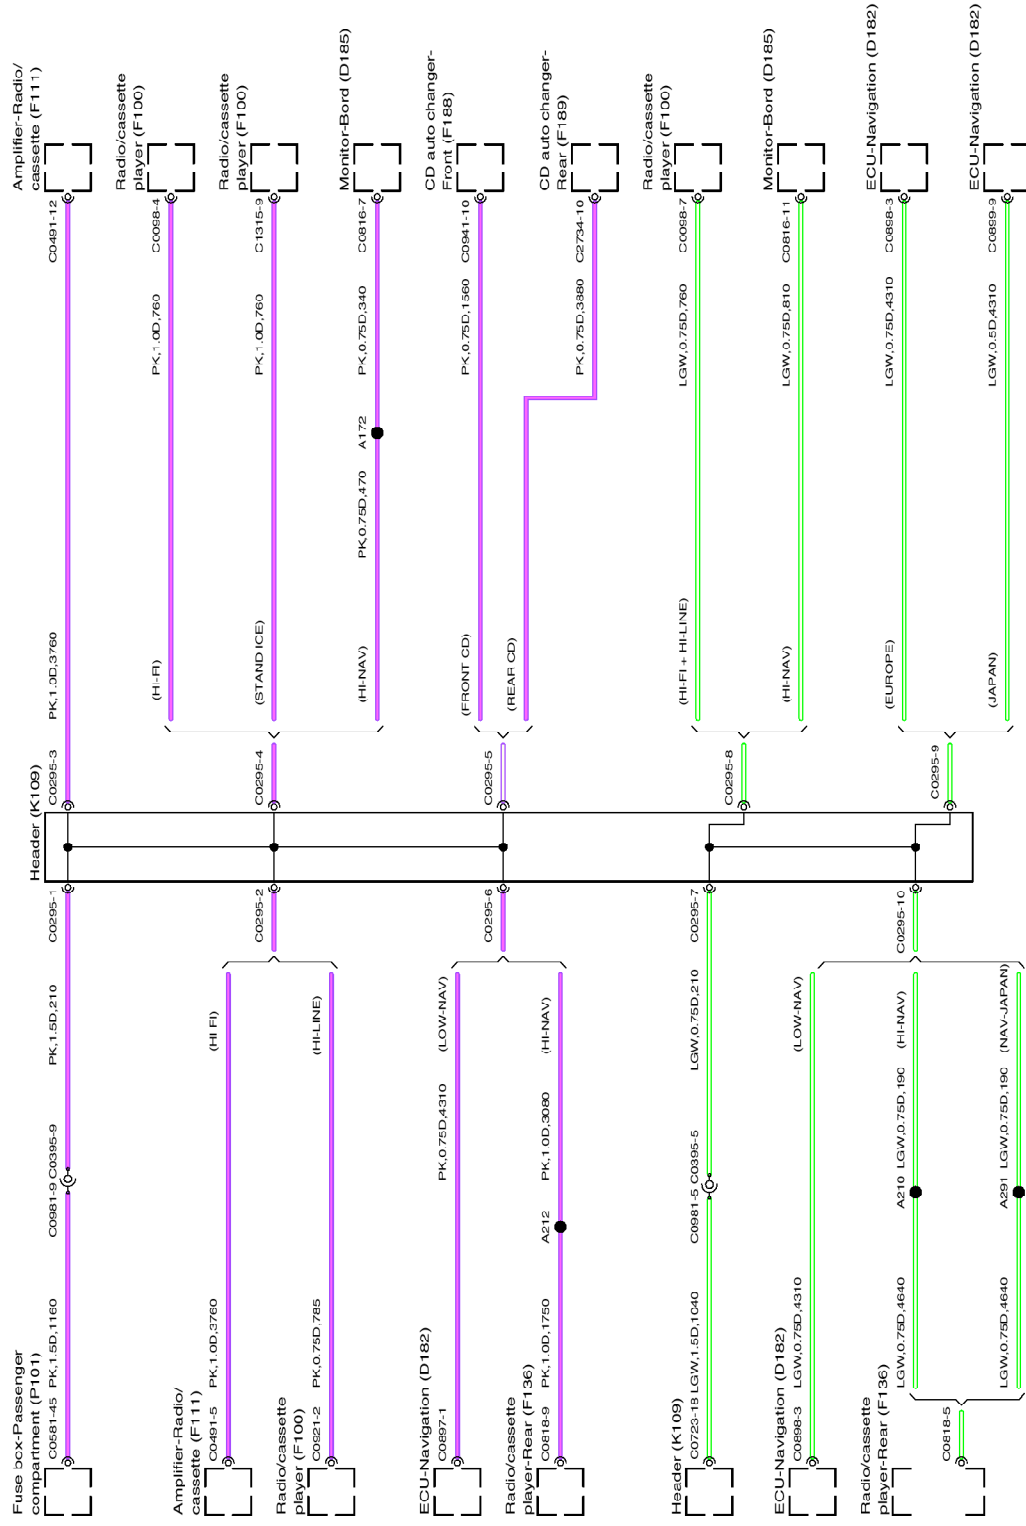 Amplifier-Radio/
cassette (F111)
C0491-12
PK,1.0D,3760
C0295-3
Header (K109)
C0295-1
PK,1.5D,210
C0981-9 C0395-9
C0581-45 PK,1.5D,1160
Fuse box-Passenger
compartment (P101)
Radio/cassette
player (F100)
C0098-4
PK,1.0D,760
(HI-FI)
Radio/cassette
player (F100)
C1315-9
PK,1.0D,760
(STAND ICE)
Monitor-Bord (D185)
C0816-7
PK,0.75D,340
A172
PK,0.75D,470
(HI-NAV)
C0295-4
C0295-2
(HI FI)
C0491-5 PK,1.0D,3760
Amplifier-Radio/
cassette (F111)
(HI-LINE)
C0921-2 PK,0.75D,785
Radio/cassette
player (F100)
CD auto changer-
Front (F188)
C0941-10
PK,0.75D,1560
(FRONT CD)
CD auto changer-
Rear (F189)
C2734-10
PK,0.75D,3880
(REAR CD)
C0295-5
C0295-6
(LOW-NAV)
PK,0.75D,4310
C0897-1
ECU-Navigation (D182)
(HI-NAV)
PK,1.0D,3080
A212
C0818-9 PK,1.0D,1750
Radio/cassette
player-Rear (F136)
Radio/cassette
player (F100)
C0098-7
LGW,0.75D,760
(HI-FI + HI-LINE)
Monitor-Bord (D185)
C0816-11
LGW,0.75D,810
(HI-NAV)
C0295-8
C0295-7
LGW,0.75D,210
C0981-5 C0395-5
C0723-18 LGW,1.5D,1040
Header (K109)
ECU-Navigation (D182)
C0898-3
LGW,0.75D,4310
(EUROPE)
ECU-Navigation (D182)
C0899-9
LGW,0.5D,4310
(JAPAN)
C0295-9
C0295-10
(LOW-NAV)
C0898-3 LGW,0.75D,4310
ECU-Navigation (D182)
(HI-NAV)
A210 LGW,0.75D,190
LGW,0.75D,4640
(NAV-JAPAN)
A291 LGW,0.75D,190
LGW,0.75D,4640
C0818-5
Radio/cassette
player-Rear (F136)